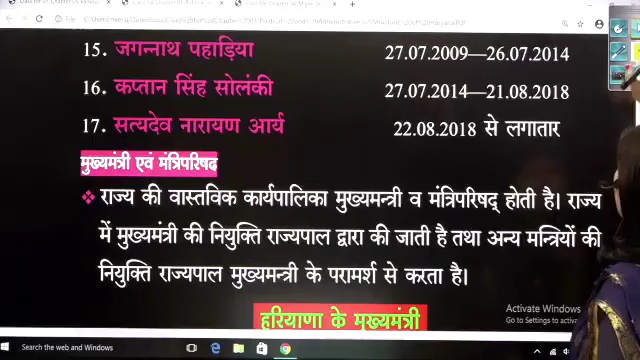 15. जगन्नाथ पहाड़िया 27.07.2009—26.07.2014
16. कप्तान सिंह सोलंकी 27.07.2014—21.08.2018
17. सत्यदेव नारायण आर्य 22.08.2018 से लगातार
मुख्यमंत्री एवं मंत्रिपरिषद
❖ राज्य की वास्तविक कार्यपालिका मुख्यमन्त्री व मंत्रिपरिषद् होती है। राज्य
में मुख्यमंत्री की नियुक्ति राज्यपाल द्वारा की जाती है तथा अन्य मन्त्रियों की
नियुक्ति राज्यपाल मुख्यमन्त्री के परामर्श से करता है।
हरियाणा के मुख्यमंत्री
Activate Windows
Go to Settings to activate
Search the web and Windows